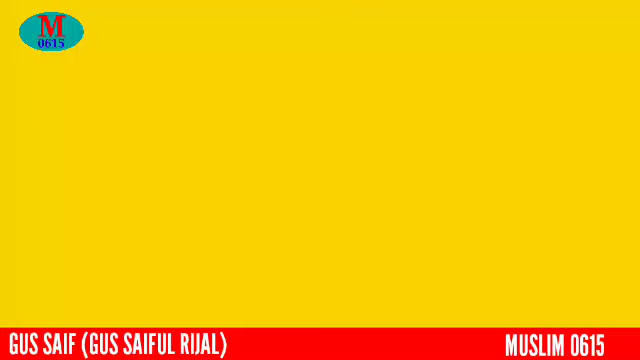 M
0615
GUS SAIF (GUS SAIFUL RIJAL)
MUSLIM 0615